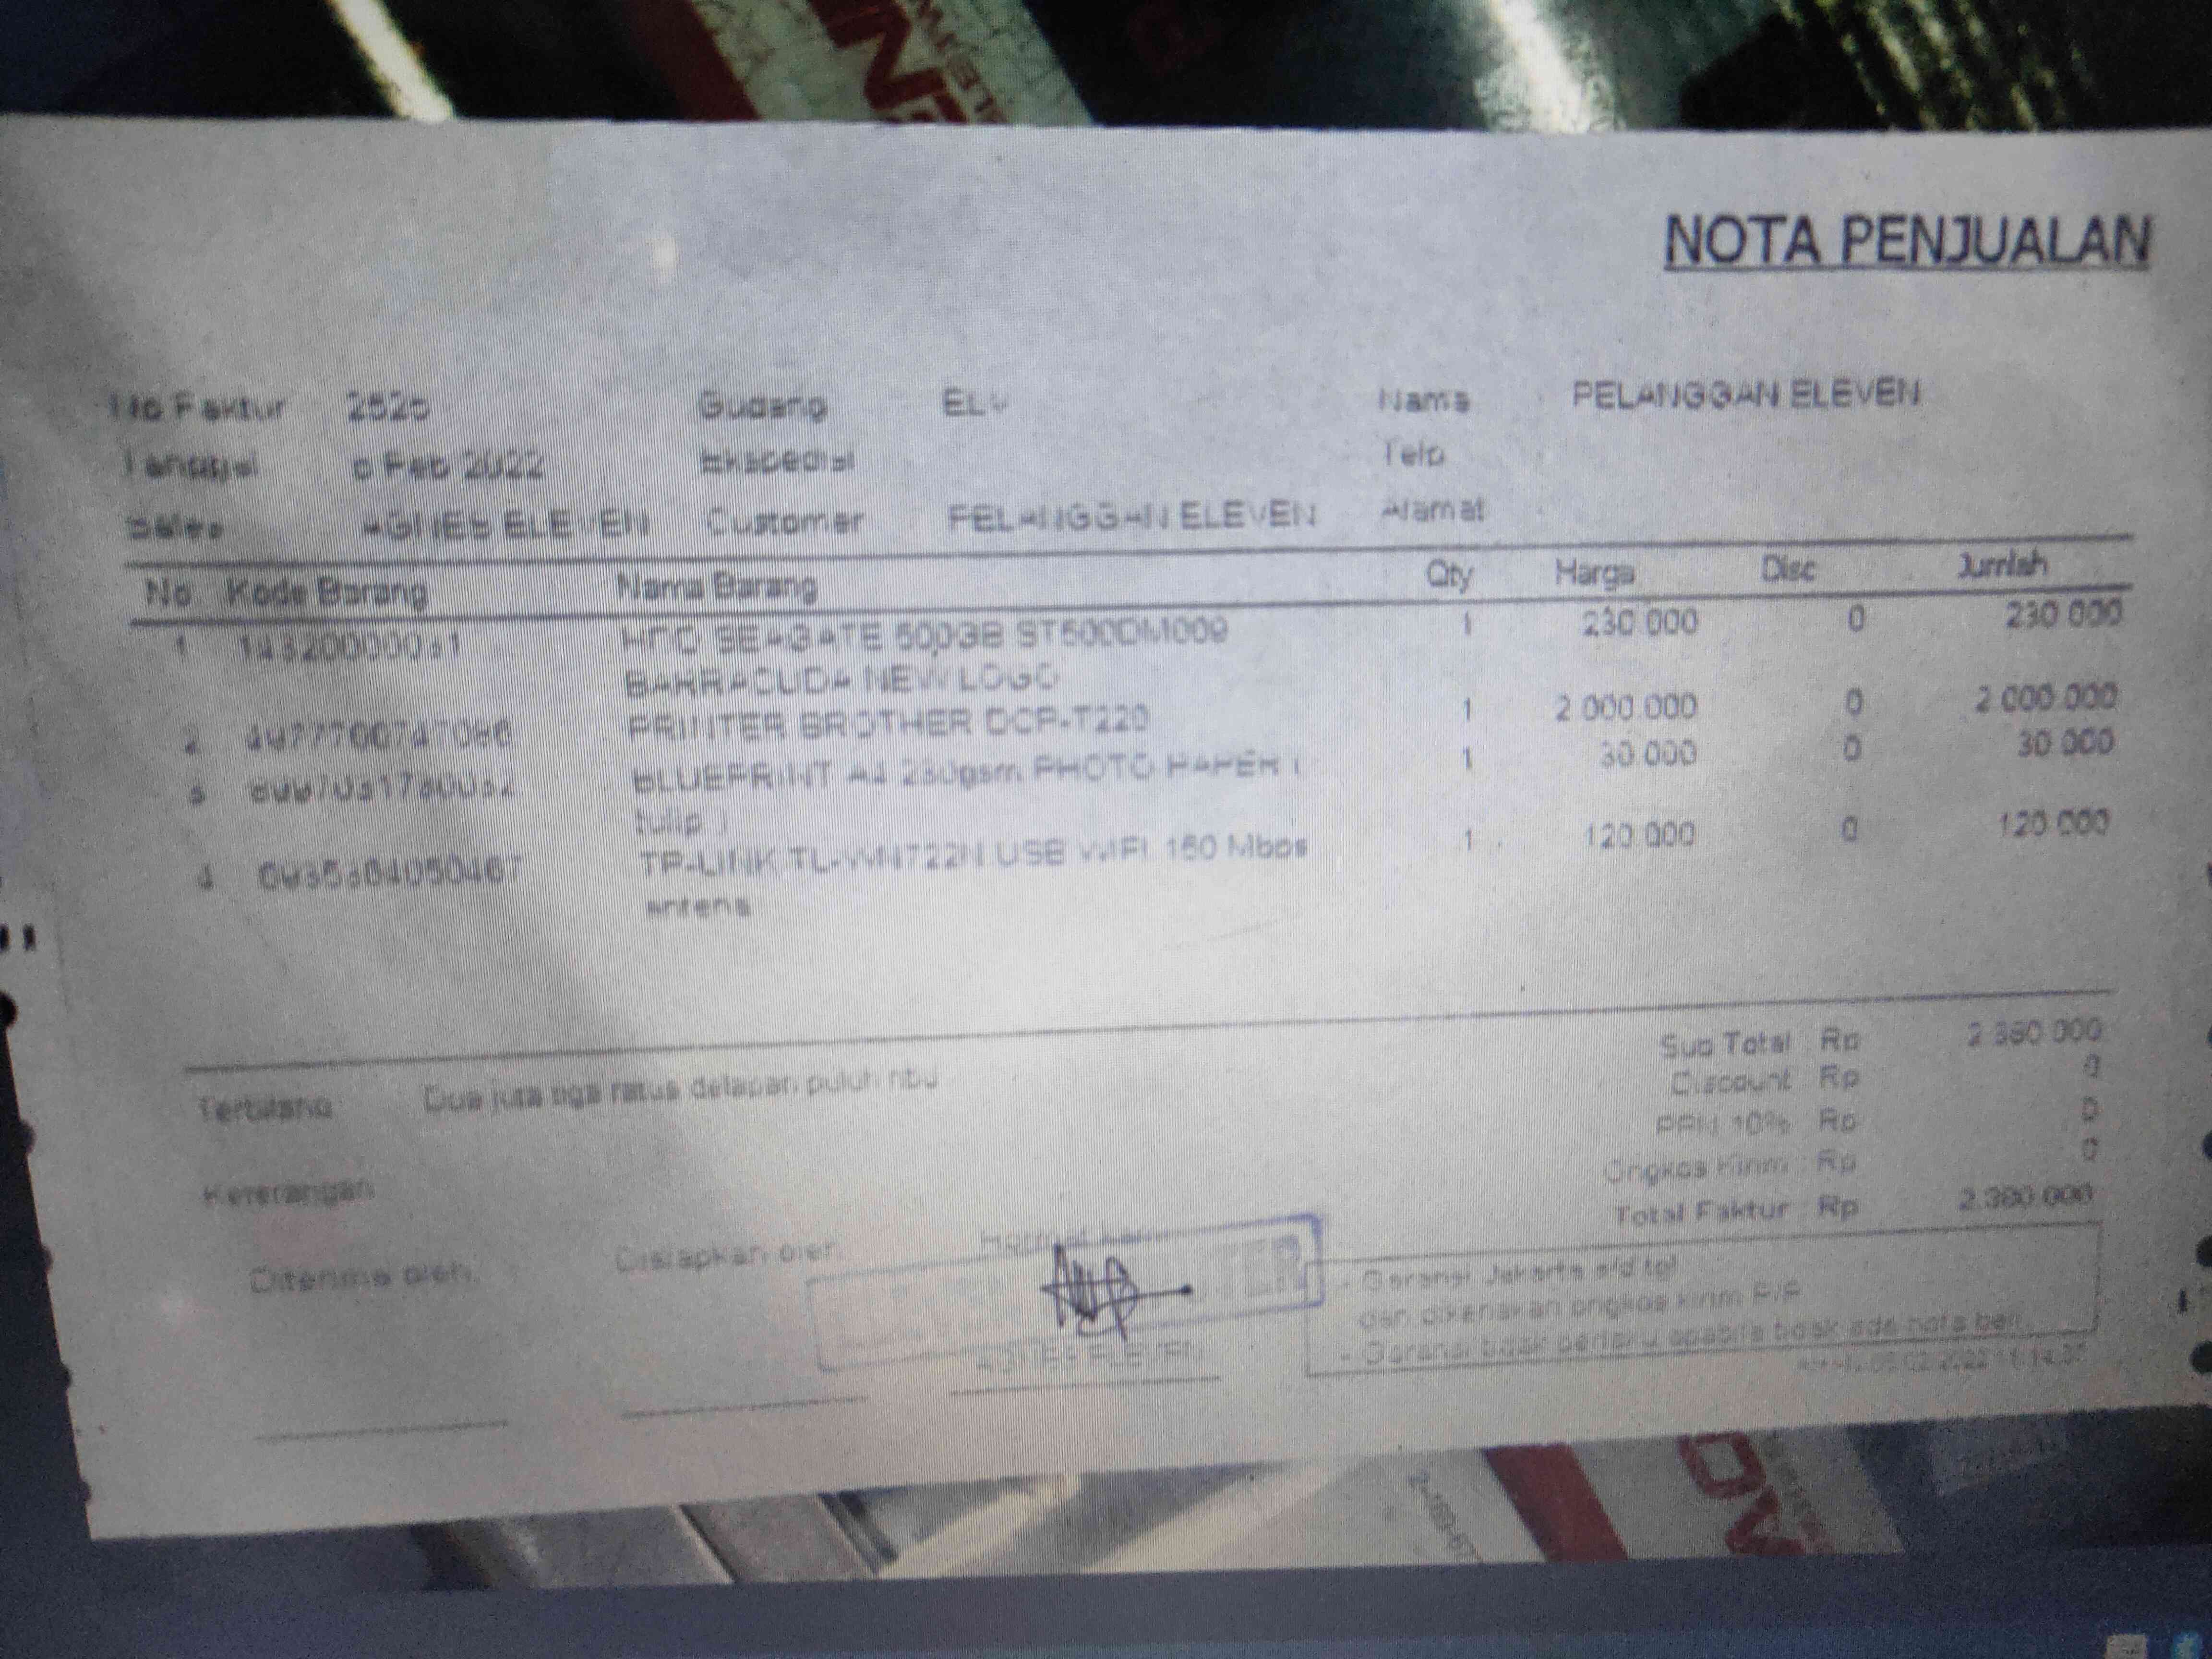 NOTA PENJUALAN
No Faktur Gudang Nama PELANGGAN ELEVEN
Tanggal Feb 2022 Ekspedisi Telp
Sales AGNES ELEVEN Customer PELANGGAN ELEVEN Alamat
No Kode Barang Nama Barang Qty Harga Disc Jumlah
1 HDD SEAGATE 500GB ST500DM009 1 230.000 0 230.000
BARRACUDA NEW LOGO
2 PRINTER BROTHER DCP-T220 1 2.000.000 0 2.000.000
3 BLUEPRINT A4 230gsm PHOTO PAPER ( 1 30.000 0 30.000
tulip )
4 TP-LINK TL-WN722N USB WIFI 150 Mbps 1 120.000 0 120.000
Antena
Sub Total Rp 2.380.000
Terbilang Dua juta tiga ratus delapan puluh ribu
Discount Rp 0
PPN 10% Rp 0
Ongkos Kirim Rp 0
Keterangan
Total Faktur Rp 2.380.000
Diterima oleh, Disiapkan oleh Hormat kami
- Garansi Jakarta s/d tgl
dan dikenakan ongkos kirim P/P
- Garansi tidak berlaku apabila tidak ada nota beli
AGNES ELEVEN